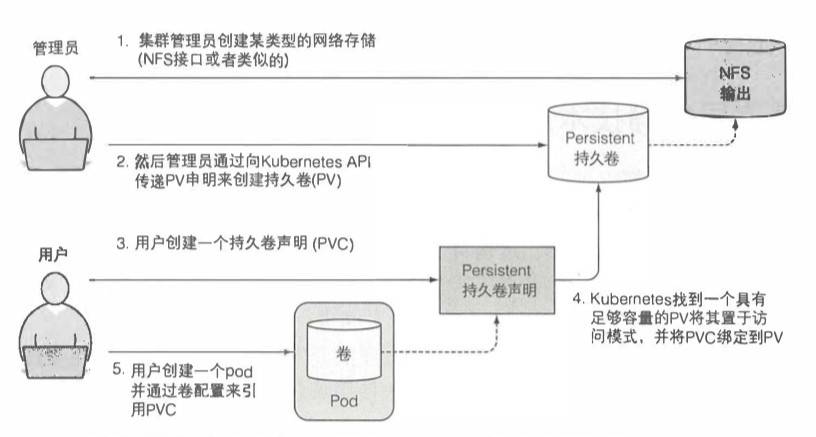 管理员
1. 集群管理员创建某类型的网络存储
(NFS接口或者类似的)
NFS
输出
Persistent
持久卷
2. 然后管理员通过向Kubernetes API
传递PV申明来创建持久卷(PV)
用户
3. 用户创建一个持久卷声明 (PVC)
Persistent
持久卷声明
4. Kubernetes找到一个具有
足够容量的PV将其置于访
问模式，并将PVC绑定到PV
卷
Pod
5. 用户创建一个pod
并通过卷配置来引
用PVC